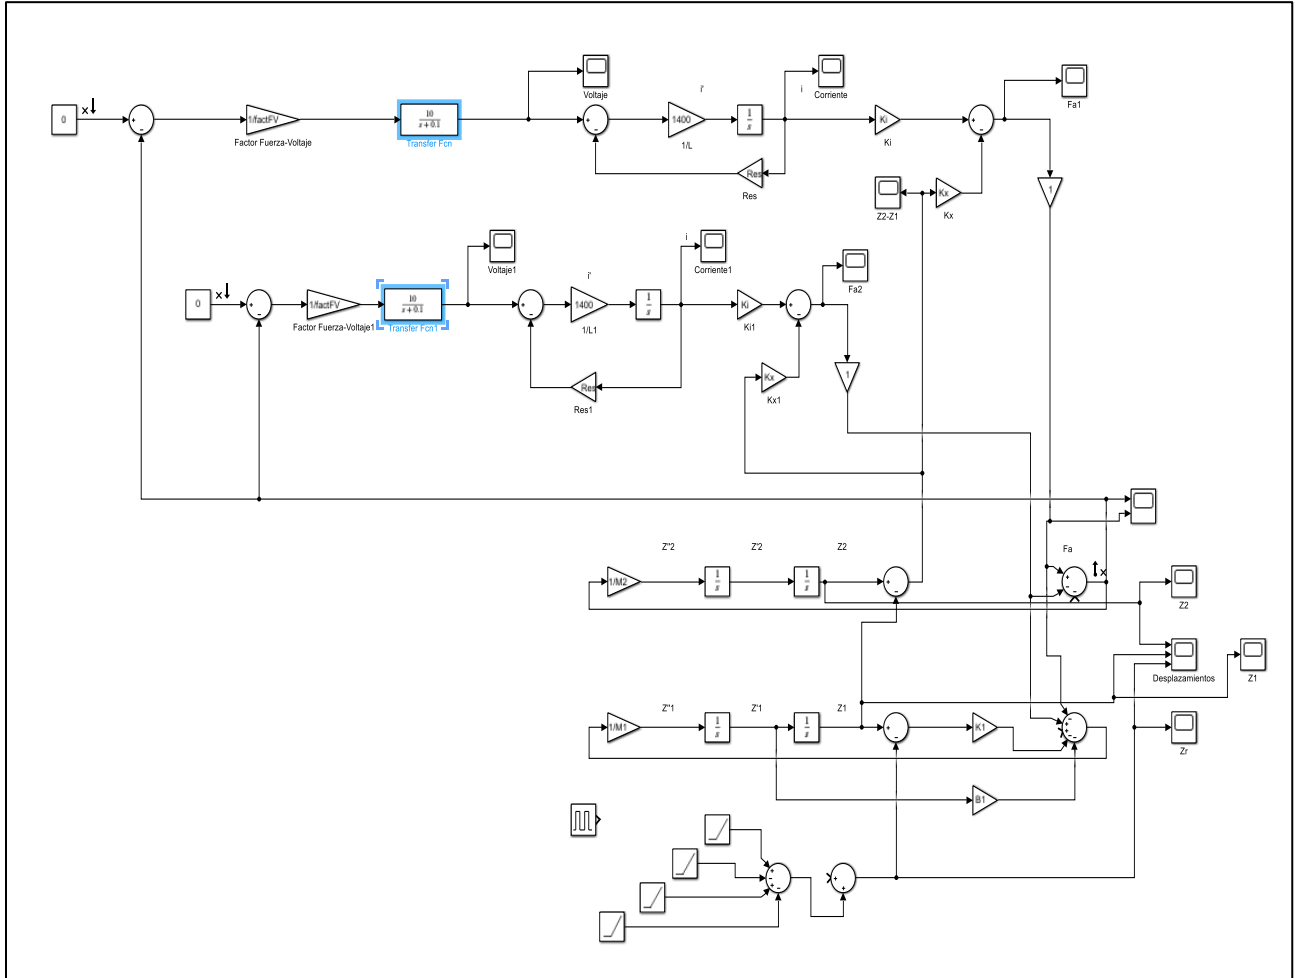 Voltaje
i'
i
Corriente
Fa1
0
x
+
-
1/factFV
Factor Fuerza-Voltaje
10
s+0.1
Transfer Fcn
+
-
1400
1/L
1
s
Ki
Ki
+
-
Res
Res
Z2-Z1
Kx
Kx
1
Voltaje1
i
Corriente1
Fa2
i'
0
x
-
1/factFV
Factor Fuerza-Voltaje1
10
s+0.1
Transfer Fcn1
+
-
1400
1/L1
1
s
Ki
Ki1
+
-
Res
Res1
Kx
Kx1
1
Z''2
Z'2
Z2
Fa
x
1/M2
1
s
1
s
+
-
+
-
-
Z2
Desplazamientos
Z1
Z''1
Z'1
Z1
1/M1
1
s
1
s
+
-
K1
-
+
+
-
-
Zr
B1
+
-
+
-
+
+